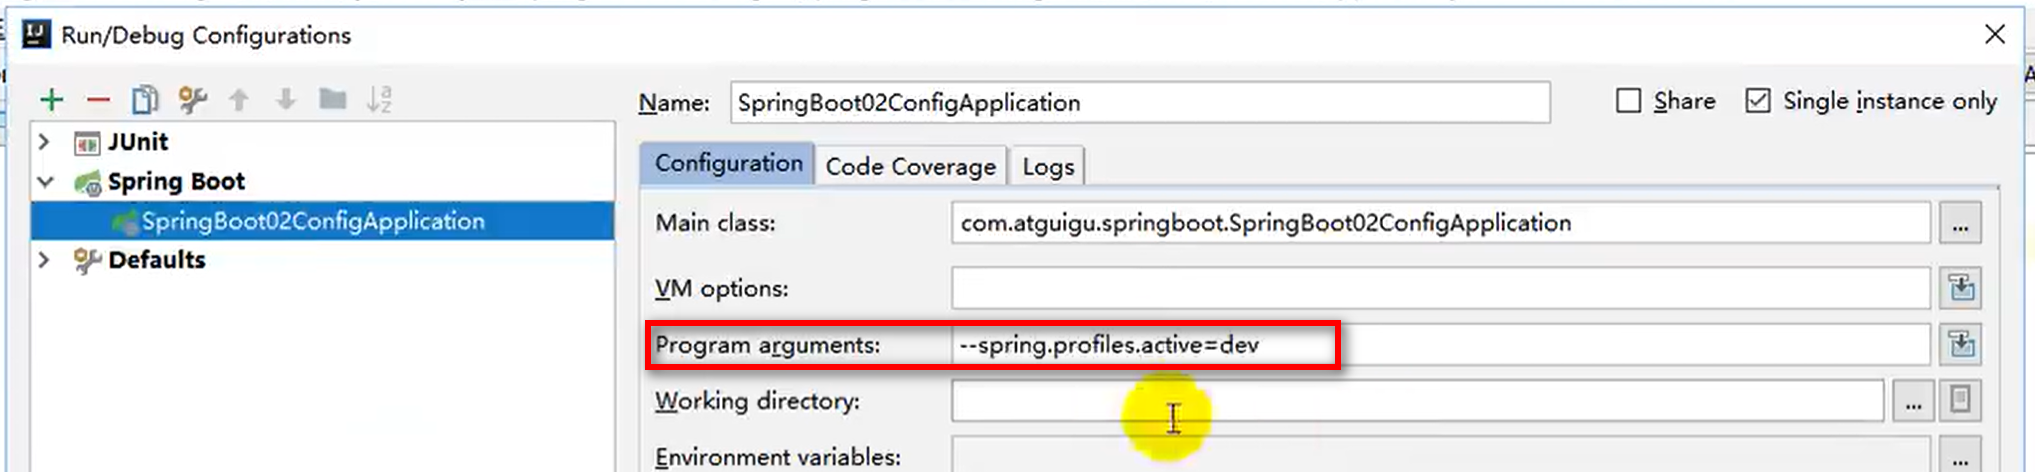 Run/Debug Configurations
Name: SpringBoot02ConfigApplication
Share
Single instance only
JUnit
Spring Boot
SpringBoot02ConfigApplication
Defaults
Configuration Code Coverage Logs
Main class: com.atguigu.springboot.SpringBoot02ConfigApplication ...
VM options:
Program arguments: --spring.profiles.active=dev
Working directory: ...
Environment variables: ...